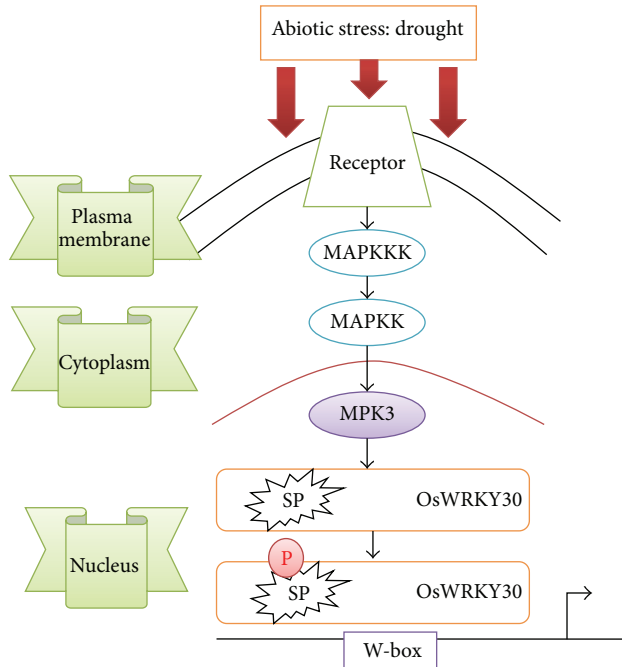 Abiotic stress: drought
Receptor
Plasma
membrane
MAPKKK
MAPKK
Cytoplasm
MPK3
SP
OsWRKY30
Nucleus
P
SP
OsWRKY30
W-box